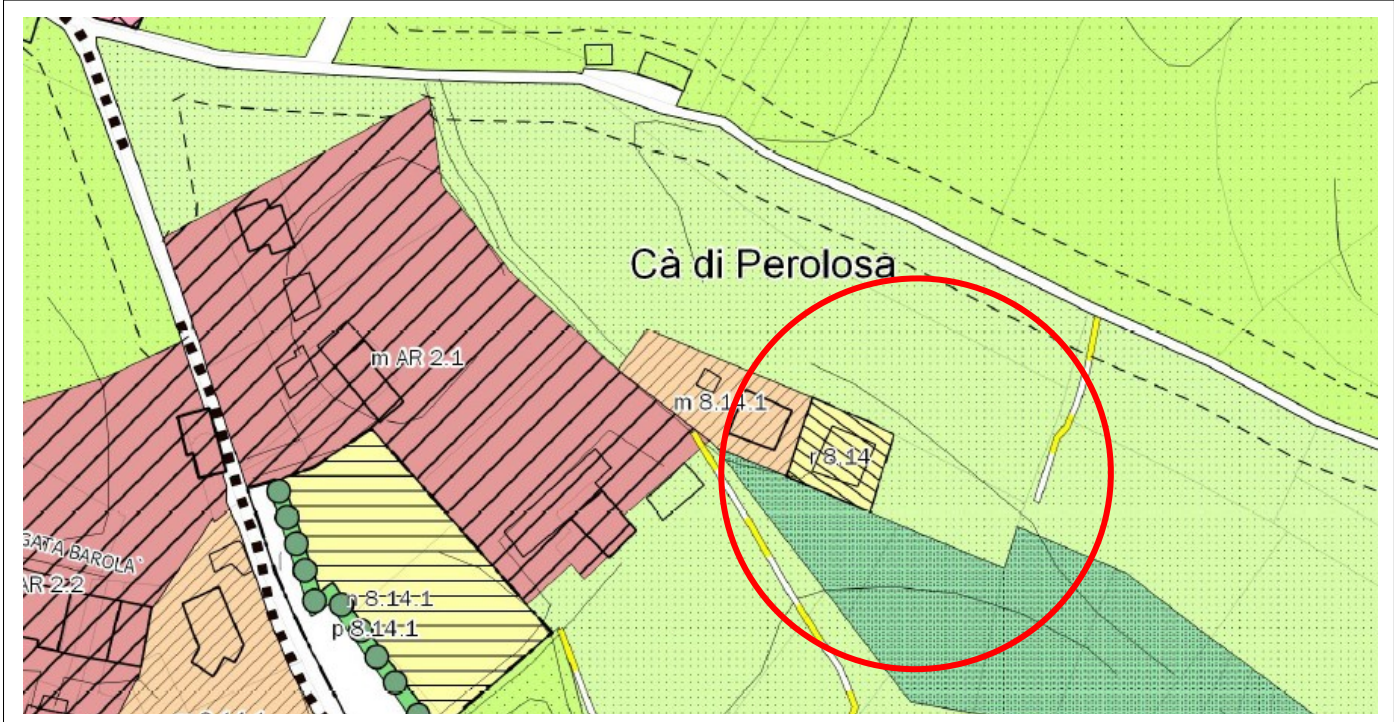 Cà di Perolosa
m AR 2.1
m 8.14.1
r 8.14
GATA BAROLA
AR 2.2
n 8.14.1
p 8.14.1